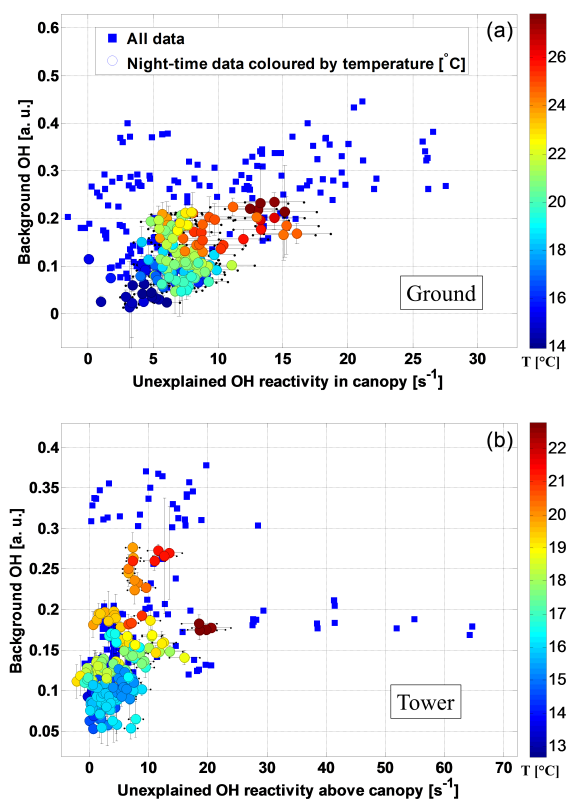 (a)
All data
Night-time data coloured by temperature [°C]
0.6
0.5
0.4
0.3
0.2
0.1
0
Background OH [a. u.]
Ground
0 5 10 15 20 25 30
Unexplained OH reactivity in canopy [s-1]
26
24
22
20
18
16
14
T [°C]
(b)
0.4
0.35
0.3
0.25
0.2
0.15
0.1
0.05
Background OH [a. u.]
Tower
0 10 20 30 40 50 60 70
Unexplained OH reactivity above canopy [s-1]
22
21
20
19
18
17
16
15
14
13
T [°C]